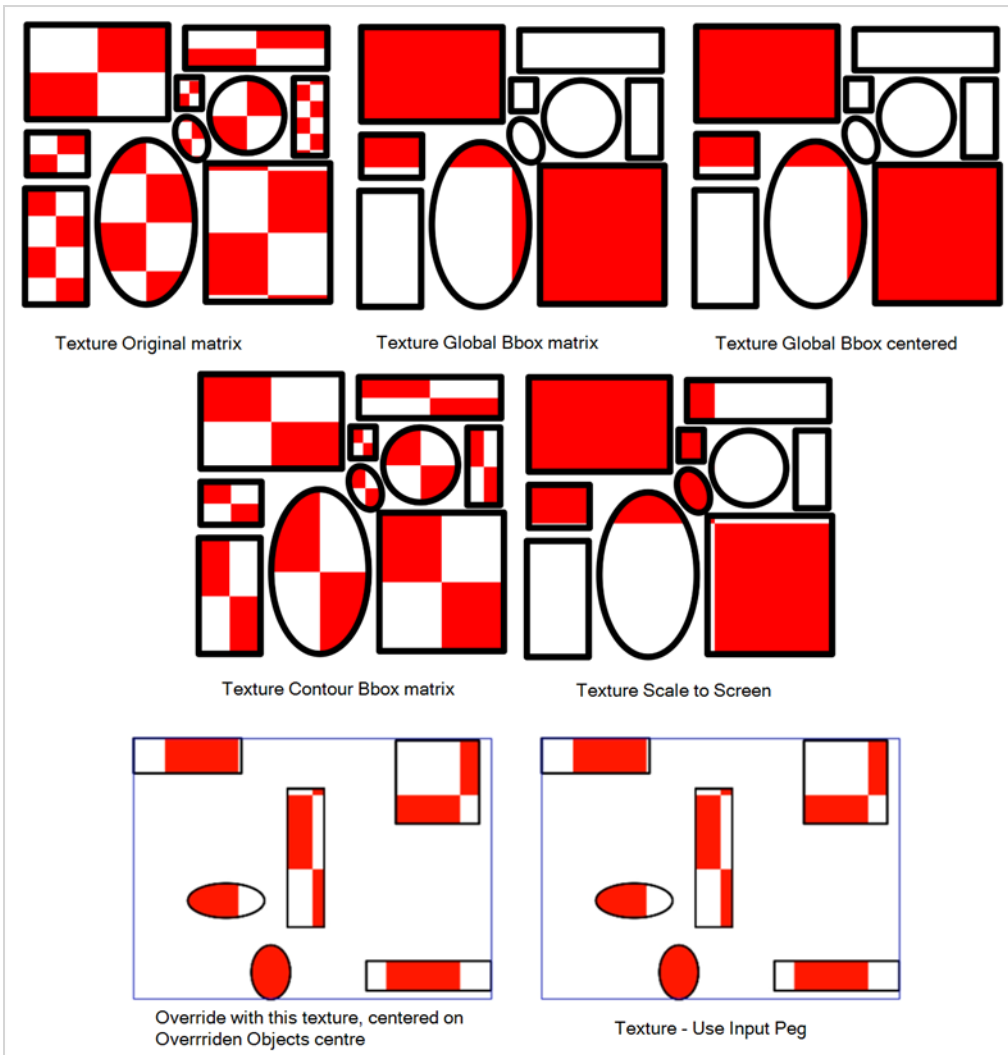 Texture Original matrix
Texture Global Bbox matrix
Texture Global Bbox centered
Texture Contour Bbox matrix
Texture Scale to Screen
Override with this texture, centered on
Overrriden Objects centre
Texture - Use Input Peg